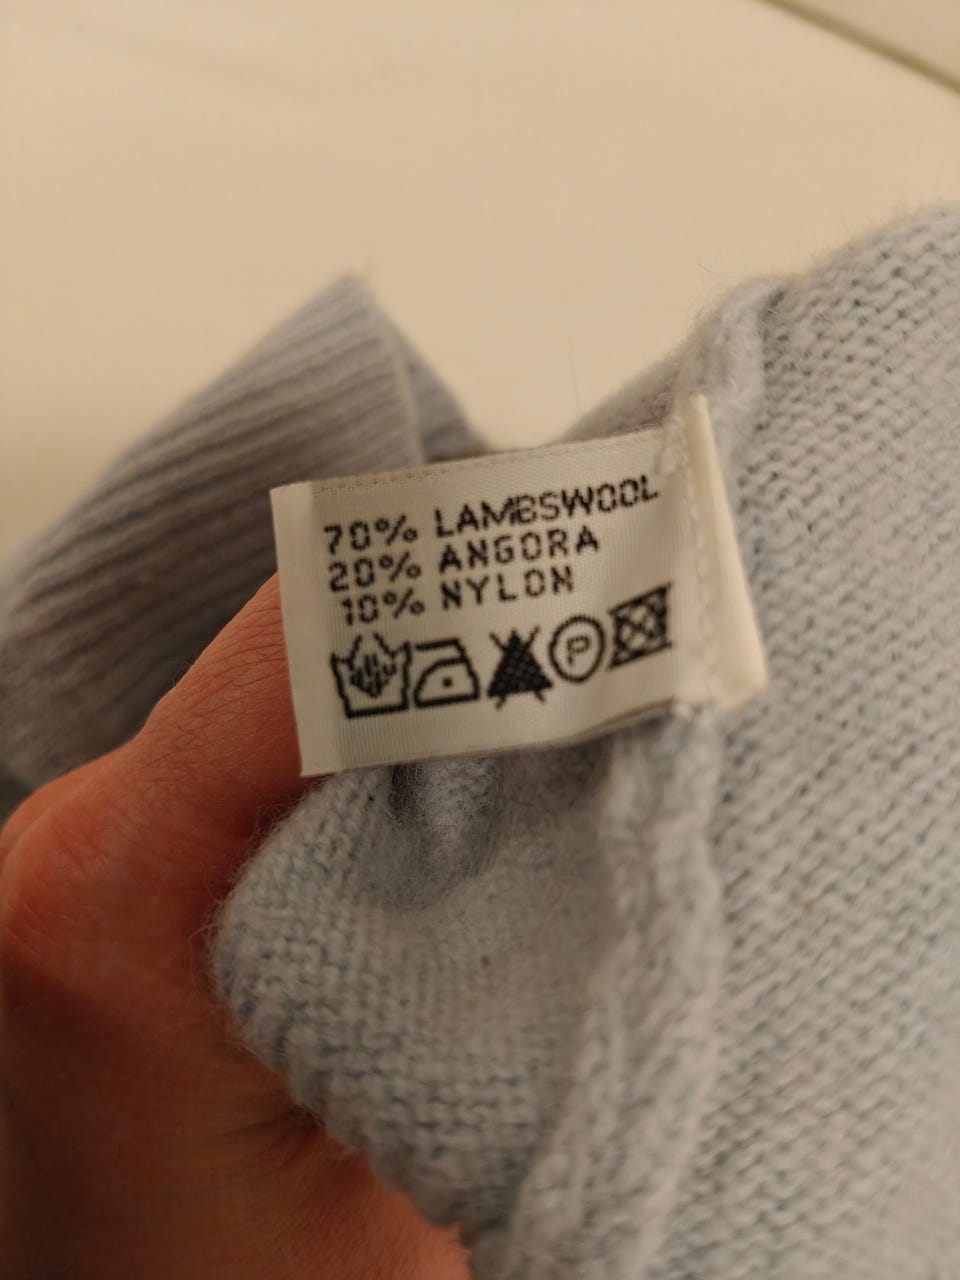 70% LAMBSWOOL
20% ANGORA
10% NYLON
P